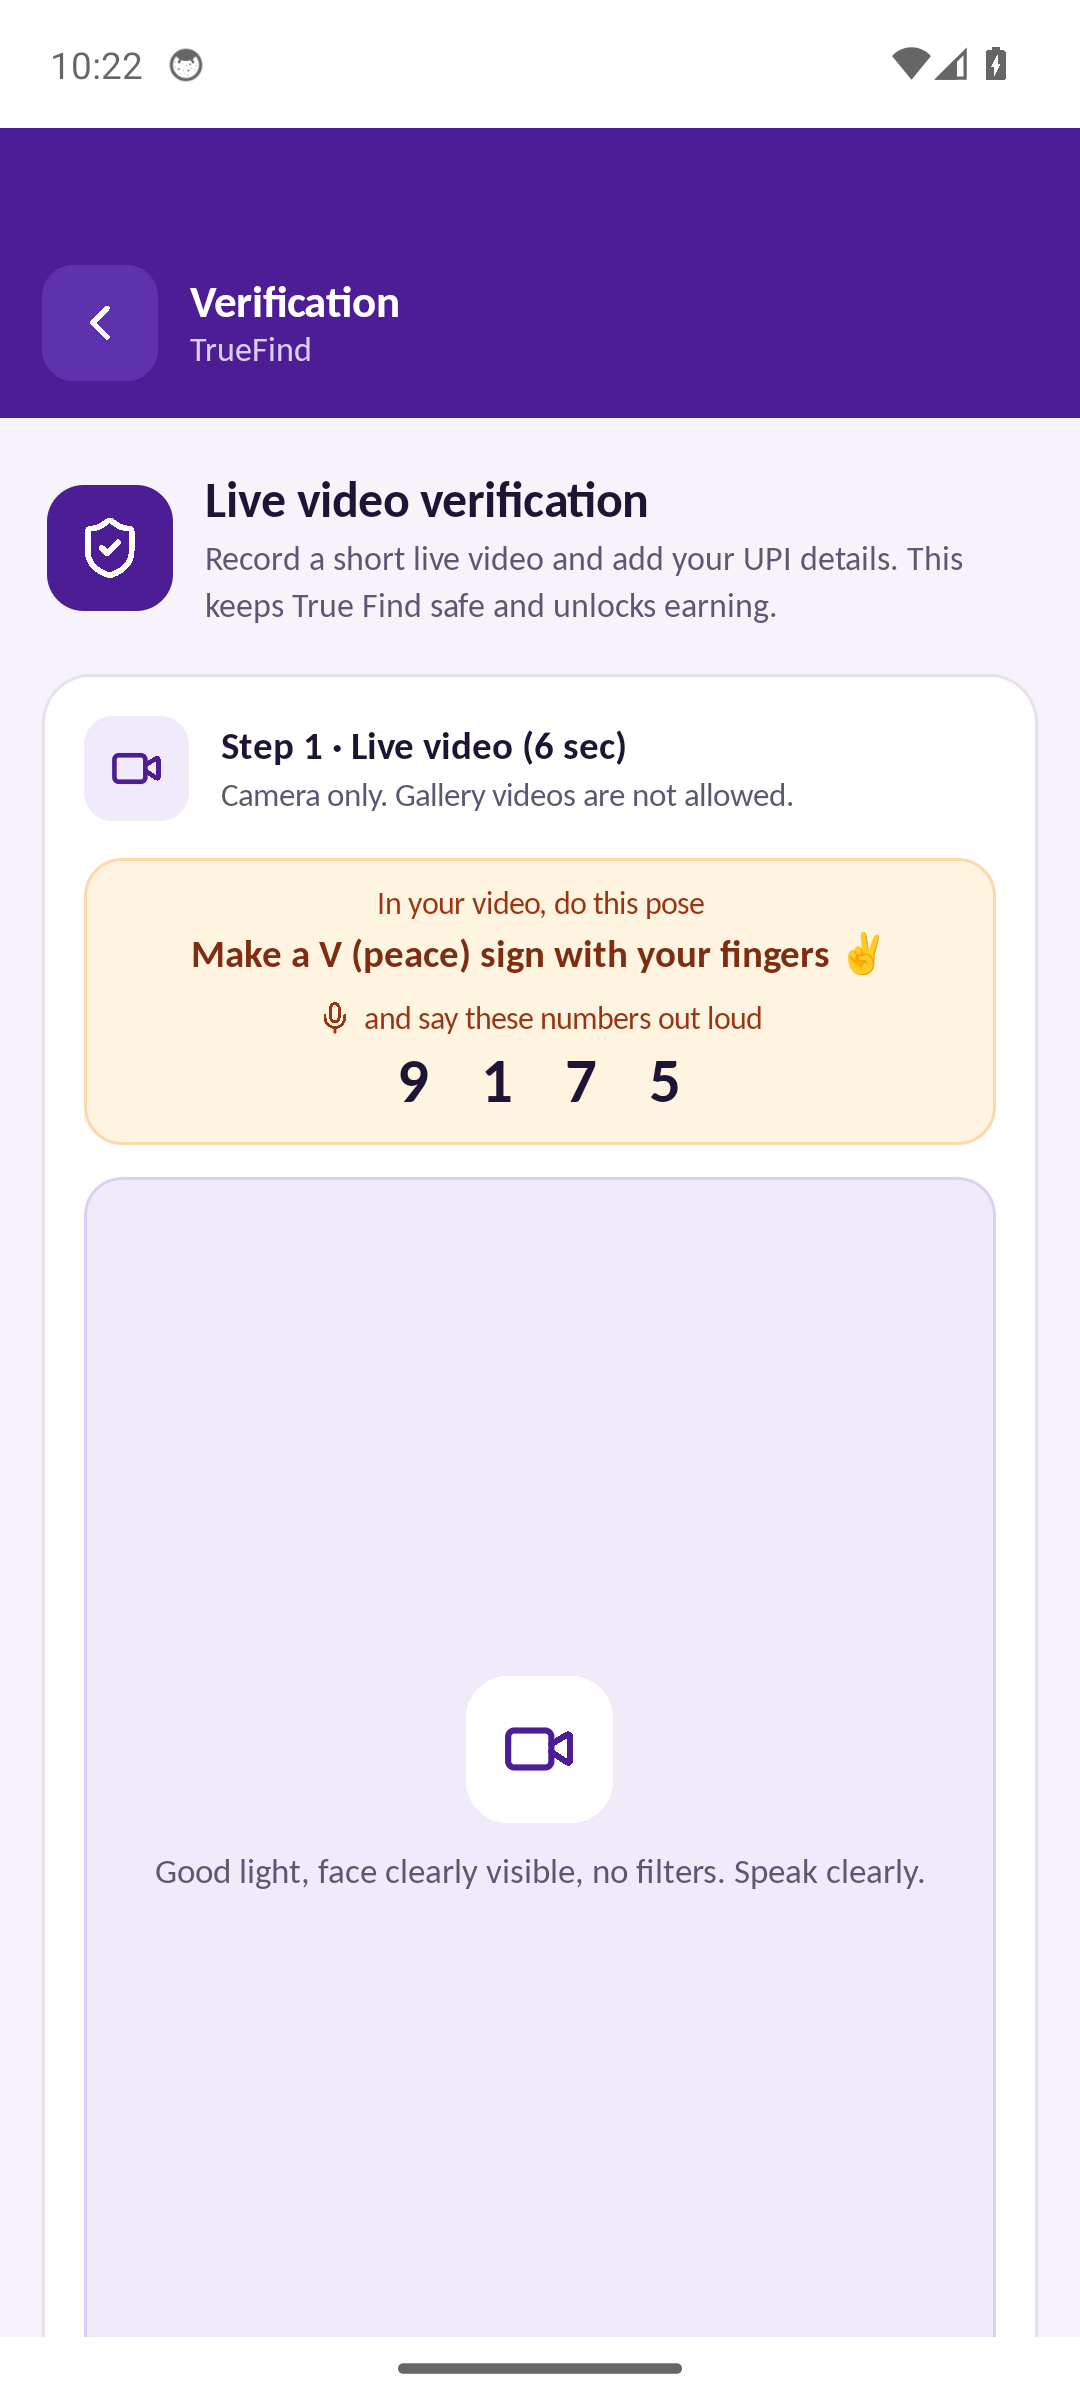 10:22
Verification
TrueFind
Live video verification
Record a short live video and add your UPI details. This
keeps True Find safe and unlocks earning.
Step 1 · Live video (6 sec)
Camera only. Gallery videos are not allowed.
In your video, do this pose
Make a V (peace) sign with your fingers ✌️
and say these numbers out loud
9 1 7 5
Good light, face clearly visible, no filters. Speak clearly.